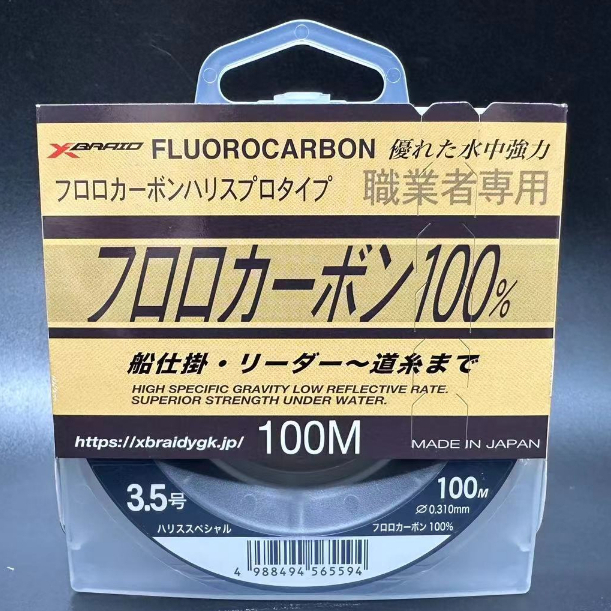 X-BRAID FLUOROCARBON 優れた水中強力
フロロカーボンハリスプロタイプ 職業者専用
フロロカーボン100%
船仕掛・リーダー〜道糸まで
HIGH SPECIFIC GRAVITY LOW REFLECTIVE RATE.
SUPERIOR STRENGTH UNDER WATER.
https://xbraidygk.jp/ 100M MADE IN JAPAN
3.5号 100M
⌀0.310mm
ハリススペシャル フロロカーボン 100%
4 988494 565594